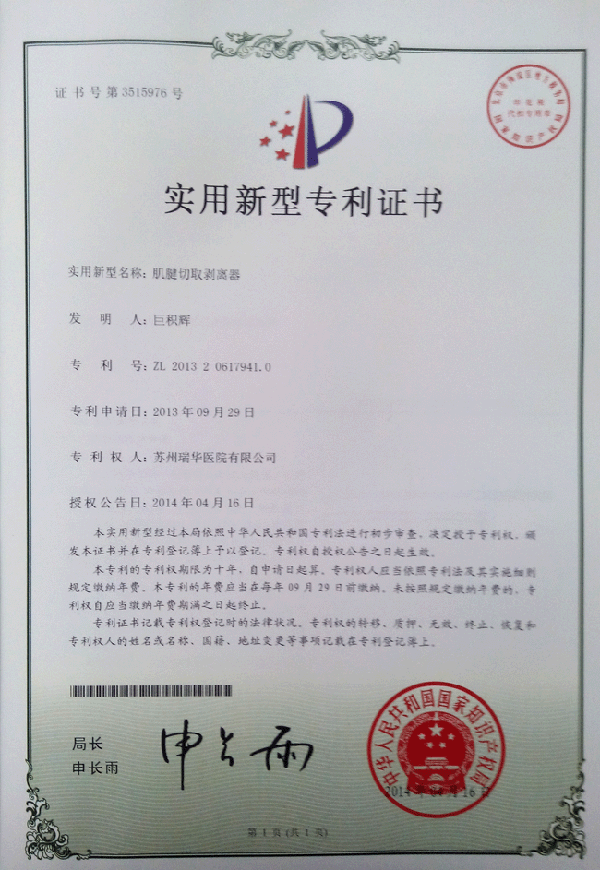 证书号第3515976号
实用新型专利证书
实用新型名称：肌腱切取剥离器
发明人：巨积辉
专利号：ZL 2013 2 0617941.0
专利申请日：2013年09月29日
专利权人：苏州瑞华医院有限公司
授权公告日：2014年04月16日
本实用新型经过本局依照中华人民共和国专利法进行初步审查，决定授予专利权，颁
发本证书并在专利登记簿上予以登记。专利权自授权公告之日起生效。
本专利的专利权期限为十年，自申请日起算。专利权人应当依照专利法及其实施细则
规定缴纳年费。本专利的年费应当在每年09月29日前缴纳。未按照规定缴纳年费的，专
利权自应当缴纳年费期满之日起终止。
专利证书记载专利权登记时的法律状况。专利权的转移、质押、无效、终止、恢复和
专利权人的姓名或名称、国籍、地址变更等事项记载在专利登记簿上。
局长
申长雨
申长雨
中华人民共和国国家知识产权局
2014年04月16日
第1页(共1页)